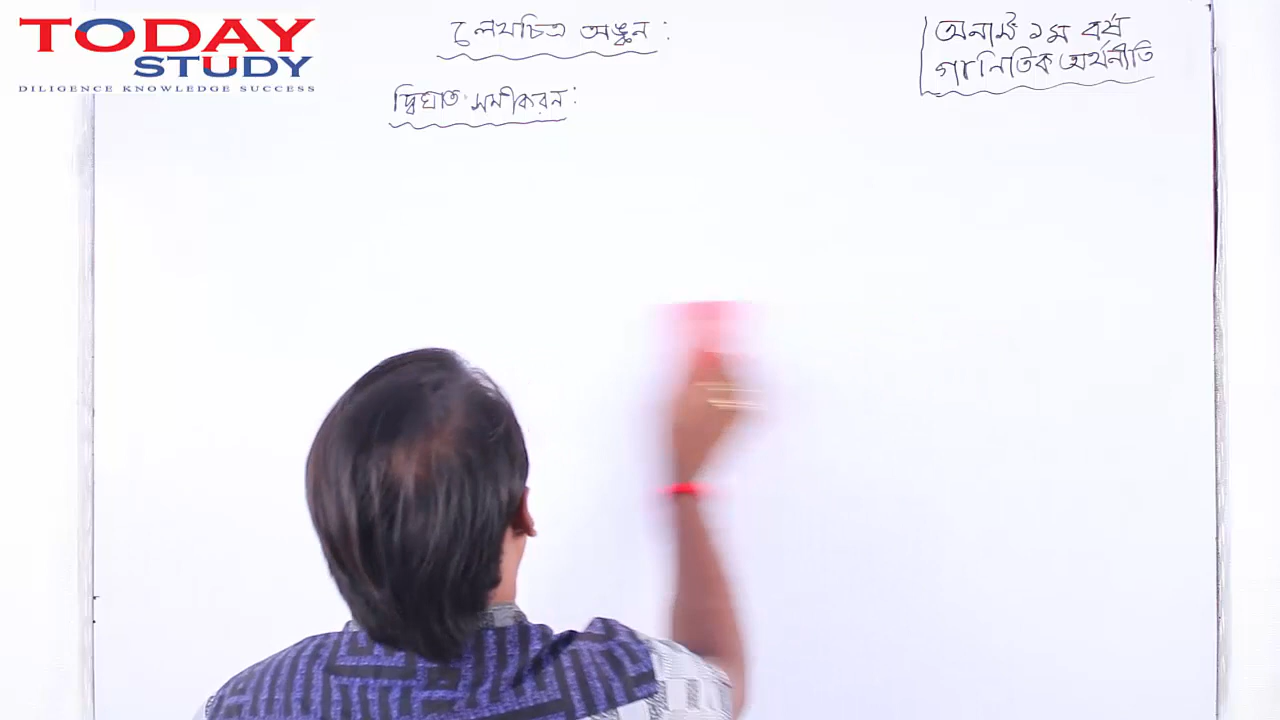 TODAY
STUDY
DILIGENCE KNOWLEDGE SUCCESS
লেখচিত্র অঙ্কন :
দ্বিঘাত সমীকরন :
অনার্স ১ম বর্ষ
গানিতিক অর্থনীতি